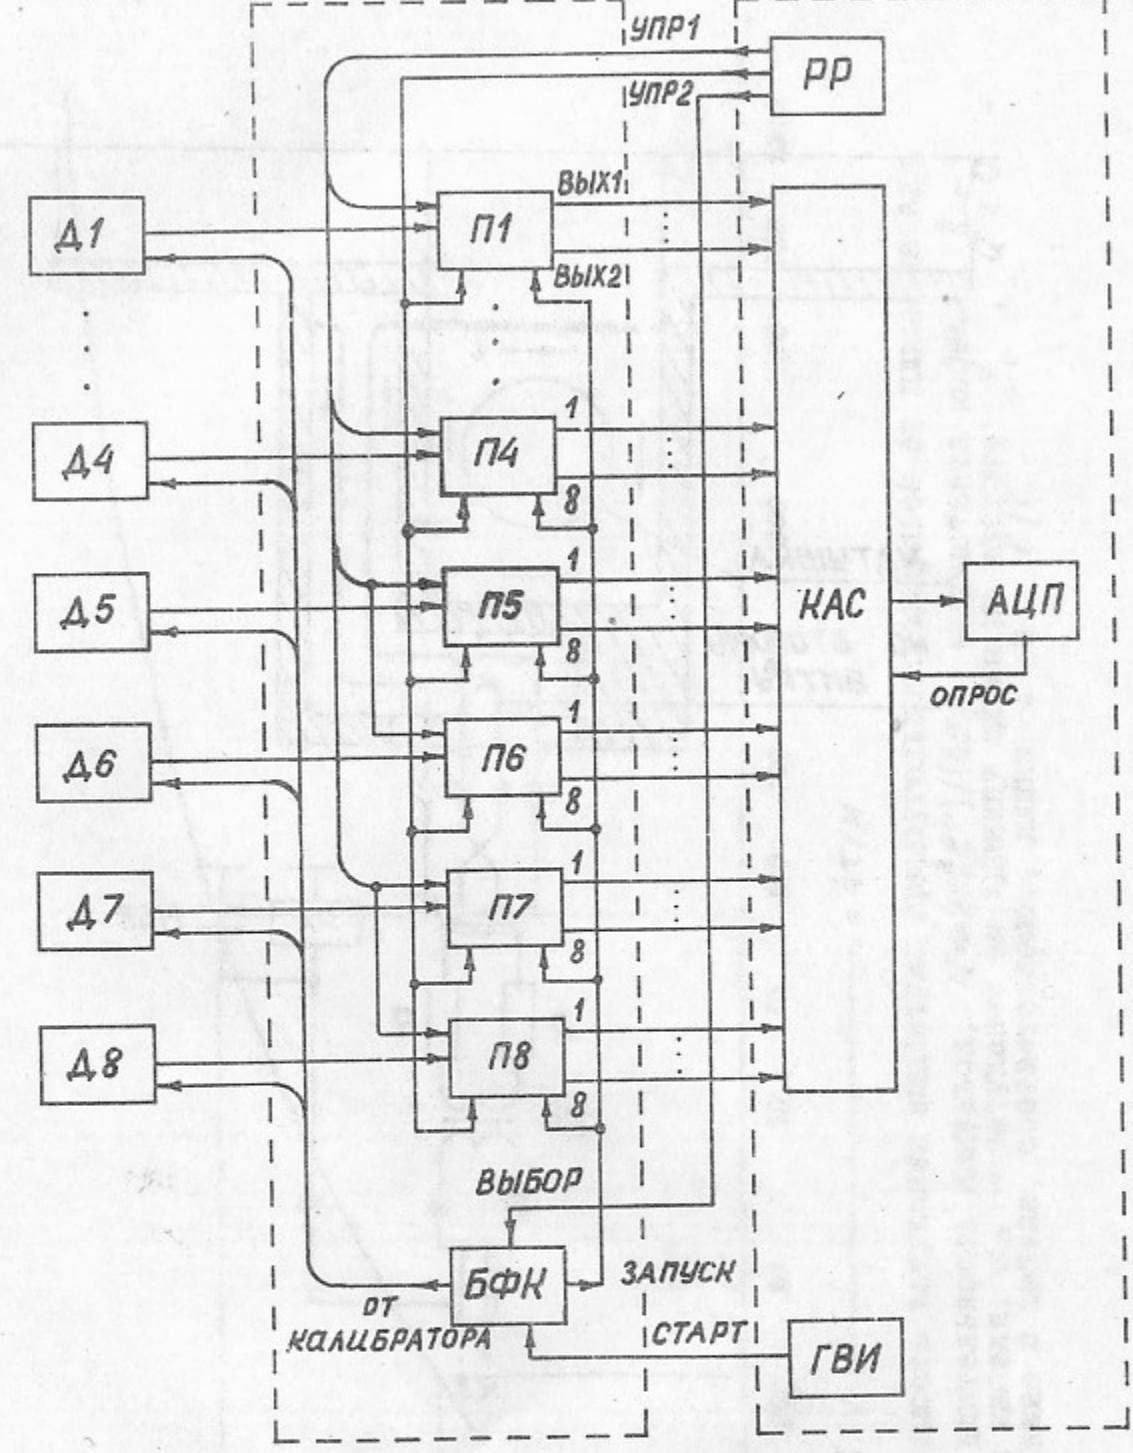 УПР1
РР
УПР2
ВЫХ1
Д1
П1
ВЫХ2
1
Д4
П4
8
1
Д5
П5
КАС
АЦП
8
ОПРОС
1
Д6
П6
8
1
Д7
П7
8
1
Д8
П8
8
ВЫБОР
БФК
ЗАПУСК
ОТ
КАЛИБРАТОРА
СТАРТ
ГВИ